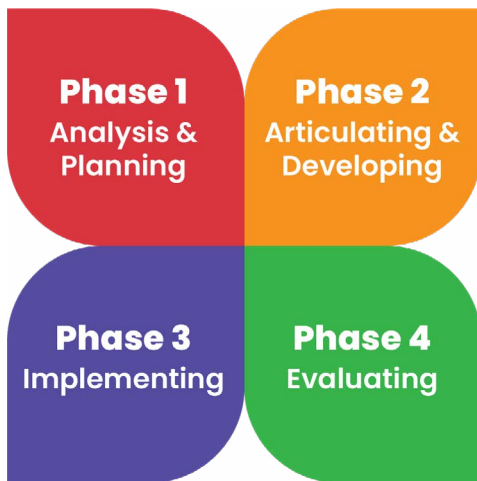 Phase 1
Analysis &
Planning
Phase 2
Articulating &
Developing
Phase 3
Implementing
Phase 4
Evaluating